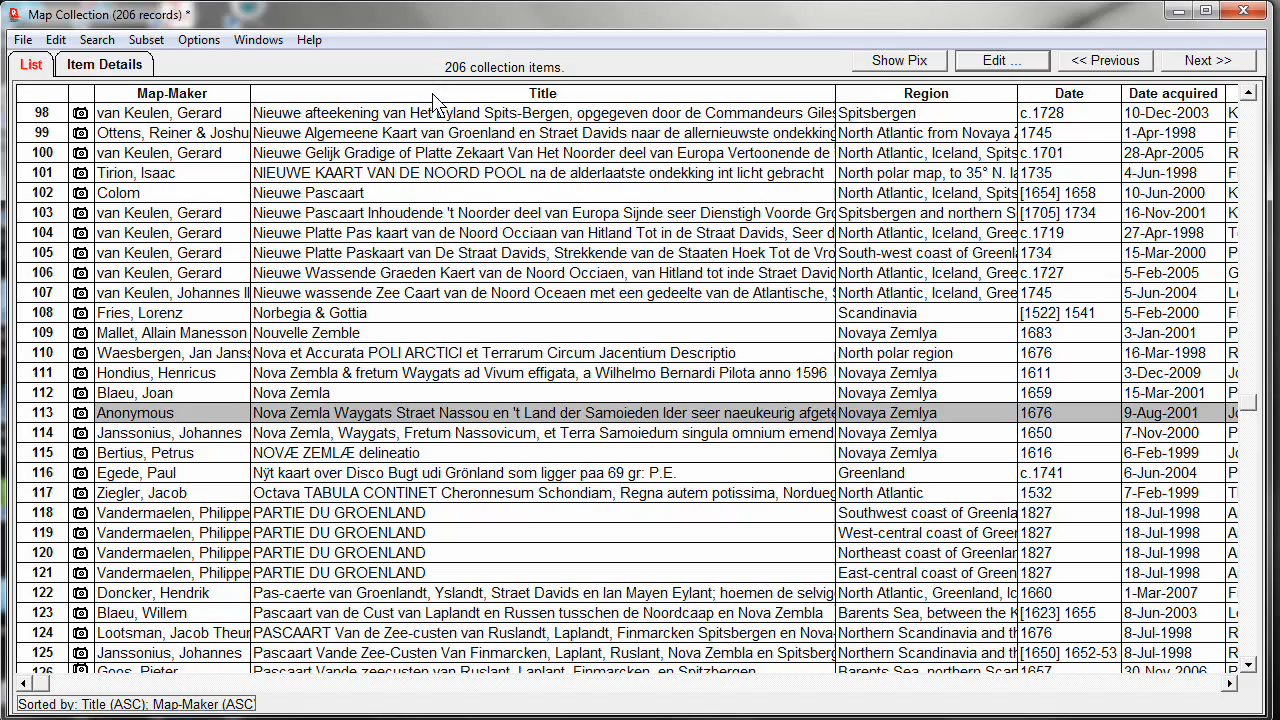 Map Collection (206 records) *
File Edit Search Subset Options Windows Help
List Item Details 206 collection items. Show Pix Edit ... << Previous Next >>
Map-Maker Title Region Date Date acquired
98 van Keulen, Gerard Nieuwe afteekening van Het Eyland Spits-Bergen, opgegeven door de Commandeurs Giles Spitsbergen c.1728 10-Dec-2003 K
99 Ottens, Reiner & Joshu Nieuwe Algemeene Kaart van Groenland en Straet Davids naar de allernieuwste ondekking North Atlantic from Novaya Z 1745 1-Apr-1998 F
100 van Keulen, Gerard Nieuwe Gelijk Gradige of Platte Zekaart Van Het Noorder deel van Europa Vertoonende de North Atlantic, Iceland, Spits c.1701 28-Apr-2005 R
101 Tirion, Isaac NIEUWE KAART VAN DE NOORD POOL na de alderlaatste ondekking int licht gebracht North polar map, to 35° N. la 1735 4-Jun-1998 F
102 Colom Nieuwe Pascaart North Atlantic, Iceland, Spits [1654] 1658 10-Jun-2000 K
103 van Keulen, Gerard Nieuwe Pascaart Inhoudende 't Noorder deel van Europa Sijnde seer Dienstigh Voorde Gro Spitsbergen and northern S [1705] 1734 16-Nov-2001 K
104 van Keulen, Gerard Nieuwe Platte Pas kaart van de Noord Occiaan van Hitland Tot in de Straat Davids, Seer d North Atlantic, Iceland, Gree c.1719 27-Apr-1998 T
105 van Keulen, Gerard Nieuwe Platte Paskaart van De Straat Davids, Strekkende van de Staaten Hoek Tot de Vro South-west coast of Greenla 1734 15-Mar-2000 P
106 van Keulen, Gerard Nieuwe Wassende Graeden Kaert van de Noord Occiaen, van Hitland tot inde Straet Davi North Atlantic, Iceland, Gree c.1727 5-Feb-2005 G
107 van Keulen, Johannes II Nieuwe wassende Zee Caart van de Noord Oceaen met een gedeelte van de Atlantische, S North Atlantic, Iceland, Gree 1745 5-Jun-2004 L
108 Fries, Lorenz Norbegia & Gottia Scandinavia [1522] 1541 5-Feb-2000 F
109 Mallet, Allain Manesson Nouvelle Zemble Novaya Zemlya 1683 3-Jan-2001 P
110 Waesbergen, Jan Jans Nova et Accurata POLI ARCTICI et Terrarum Circum Jacentium Descriptio North polar region 1676 16-Mar-1998 R
111 Hondius, Henricus Nova Zembla & fretum Waygats ad Vivum effigata, a Wilhelmo Bernardi Pilota anno 1596 Novaya Zemlya 1611 3-Dec-2009 J
112 Blaeu, Joan Nova Zemla Novaya Zemlya 1659 15-Mar-2001 P
113 Anonymous Nova Zemla Waygats Straet Nassou en 't Land der Samoieden Ider seer naeukeurig afgete Novaya Zemlya 1676 9-Aug-2001 Jo
114 Janssonius, Johannes Nova Zemla, Waygats, Fretum Nassovicum, et Terra Samoiedum singula omnium emend Novaya Zemlya 1650 7-Nov-2000 K
115 Bertius, Petrus NOVÆ ZEMLÆ delineatio Novaya Zemlya 1616 6-Feb-1999 Jo
116 Egede, Paul Nÿt kaart over Disco Bugt udi Grönland som ligger paa 69 gr: P.E. Greenland c.1741 6-Jun-2004 P
117 Ziegler, Jacob Octava TABULA CONTINET Cheronnesum Schondiam, Regna autem potissima, Nordueg North Atlantic 1532 7-Feb-1999 T
118 Vandermaelen, Philippe PARTIE DU GROENLAND Southwest coast of Greenla 1827 18-Jul-1998 A
119 Vandermaelen, Philippe PARTIE DU GROENLAND West-central coast of Green 1827 18-Jul-1998 A
120 Vandermaelen, Philippe PARTIE DU GROENLAND Northeast coast of Greenlan 1827 18-Jul-1998 A
121 Vandermaelen, Philippe PARTIE DU GROENLAND East-central coast of Green 1827 18-Jul-1998 A
122 Doncker, Hendrik Pas-caerte van Groenlandt, Yslandt, Straet Davids en Ian Mayen Eylant; hoemen de selvig North Atlantic, Greenland, Ic 1660 1-Mar-2007 F
123 Blaeu, Willem Pascaart van de Cust van Laplandt en Russen tusschen de Noordcaap en Nova Zembla Barents Sea, between the K [1623] 1655 8-Jun-2003 L
124 Lootsman, Jacob Theun PASCAART Van de Zee-custen van Ruslandt, Laplandt, Finmarcken Spitsbergen en Nova- Northern Scandinavia and th 1676 8-Jul-1998 R
125 Janssonius, Johannes Pascaart Vande Zee-Custen Van Finmarcken, Laplant, Ruslant, Nova Zembla en Spitsberg Northern Scandinavia and th [1650] 1652-53 8-Jul-1998 R
126 Goos, Pieter Pascaart Vande zeecusten van Ruslant, Laplant, Finmarcken, en Spitzbergen Barents Sea, northern Scan 1657 30-Nov-2006 P
Sorted by: Title (ASC); Map-Maker (ASC)